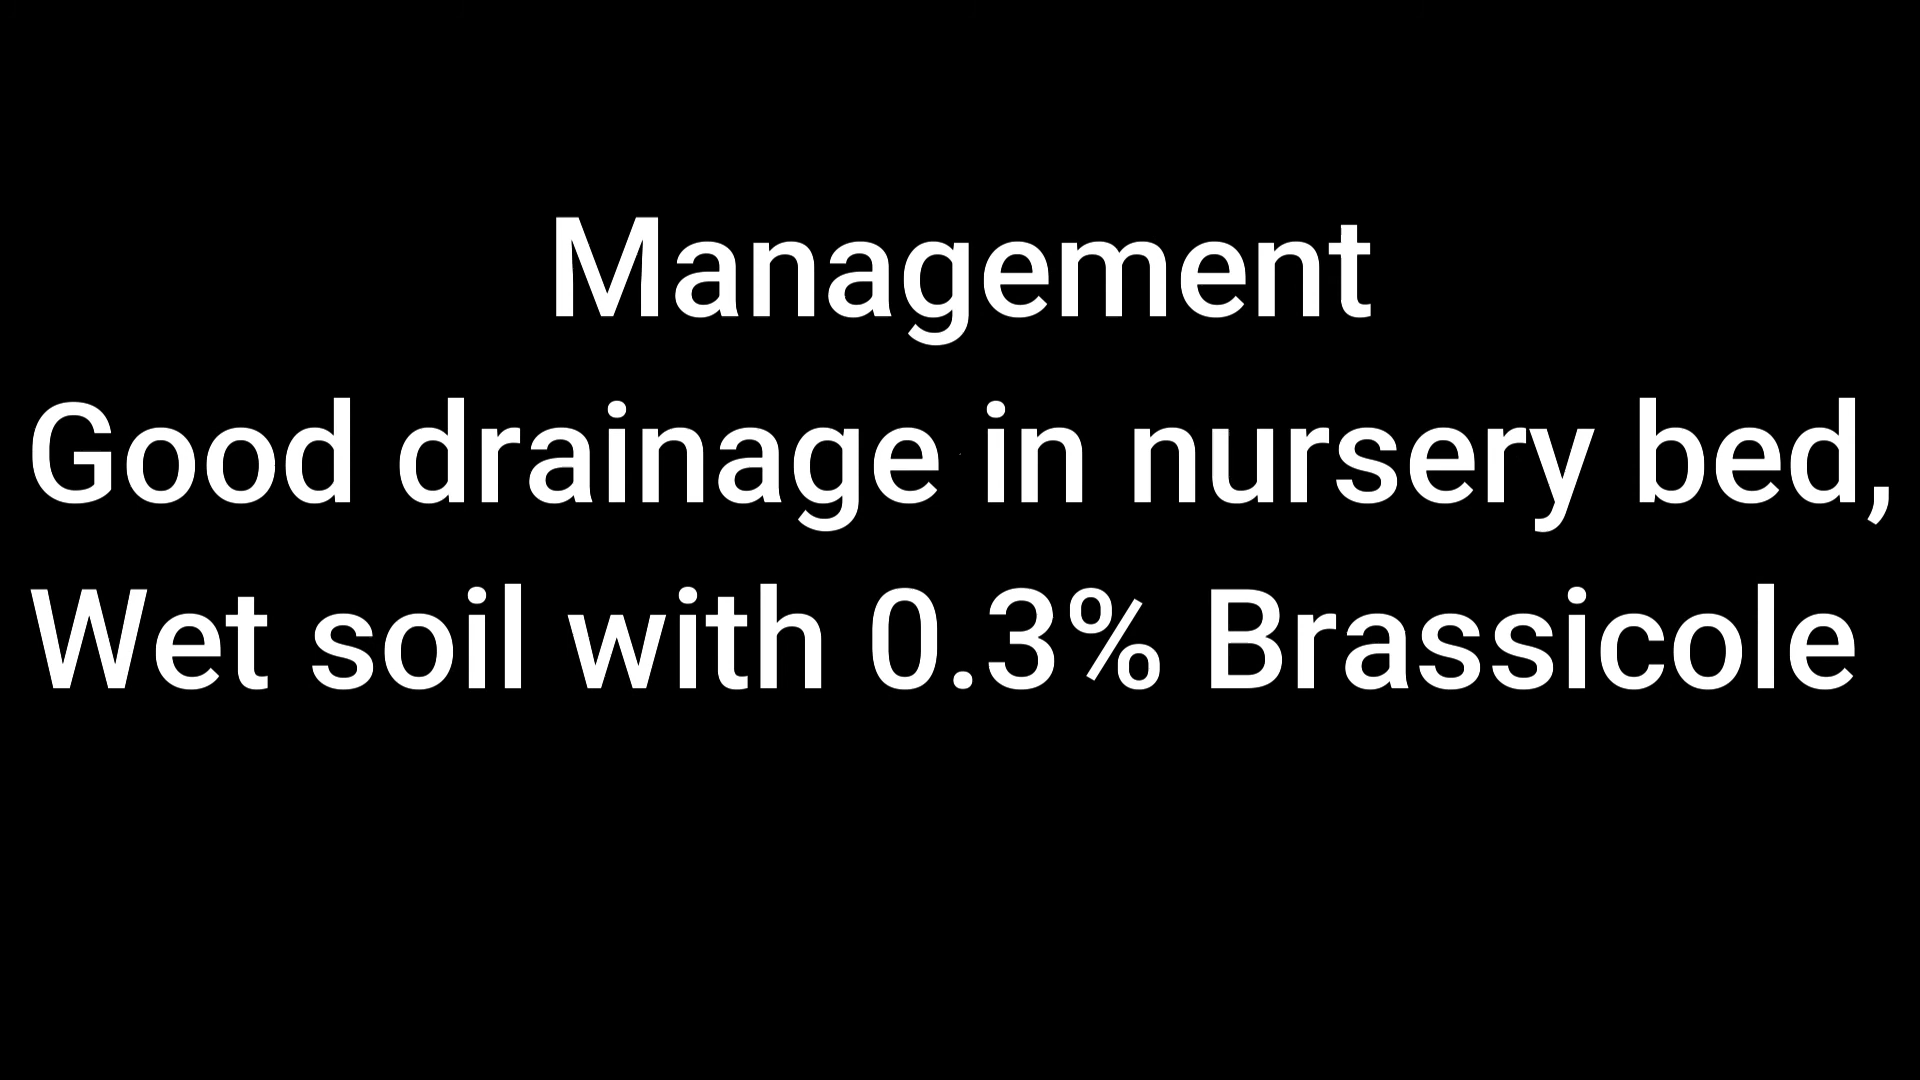 Management
Good drainage in nursery bed,
Wet soil with 0.3% Brassicole